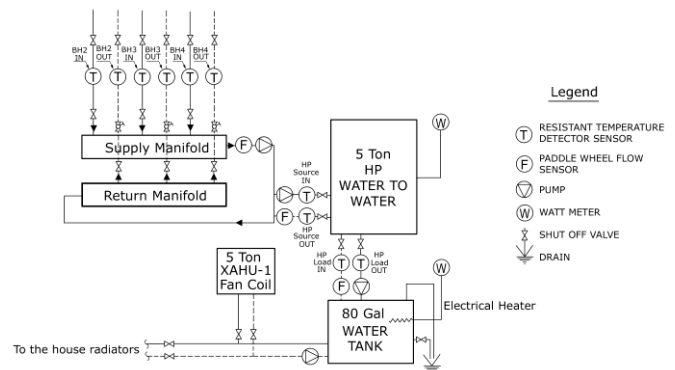 BH2
IN
BH2
OUT
BH3
IN
BH3
OUT
BH4
IN
BH4
OUT
T
T
T
T
T
T
Supply Manifold
F
Return Manifold
HP
Source
IN
T
F
T
HP
Source
OUT
5 Ton
HP
WATER TO
WATER
W
HP
Load
IN
T
T
HP
Load
OUT
F
5 Ton
XAHU-1
Fan Coil
W
Electrical Heater
80 Gal
WATER
TANK
To the house radiators
Legend
T RESISTANT TEMPERATURE
DETECTOR SENSOR
F PADDLE WHEEL FLOW
SENSOR
PUMP
W WATT METER
SHUT OFF VALVE
DRAIN